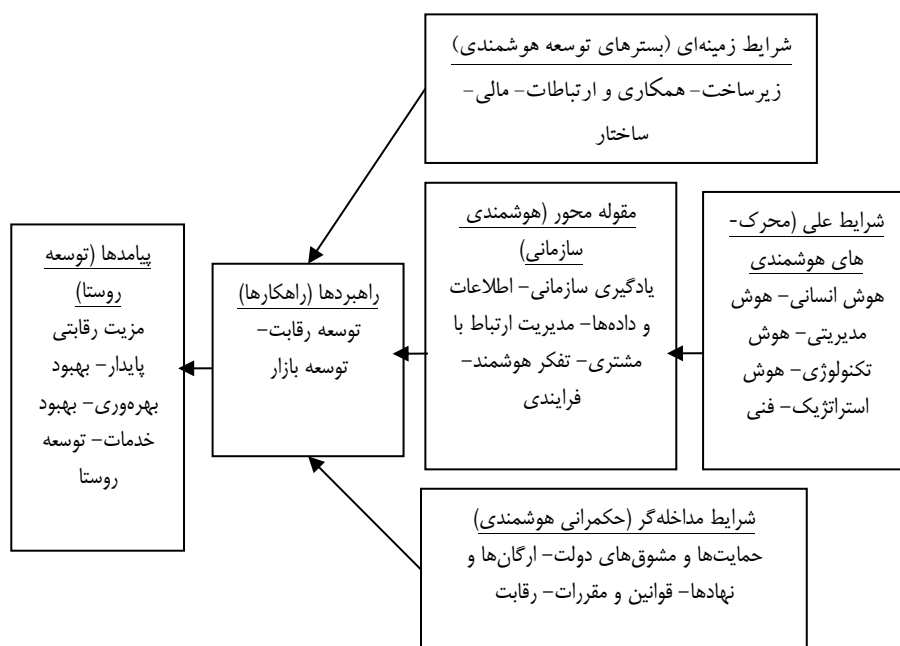 شرایط زمینه‌ای (بسترهای توسعه هوشمندی)
زیرساخت- همکاری و ارتباطات- مالی-
ساختار
شرایط علی (محرک-
های هوشمندی
هوش انسانی- هوش
مدیریتی- هوش
تکنولوژی- هوش
استراتژیک- فنی
مقوله محور (هوشمندی
سازمانی)
یادگیری سازمانی- اطلاعات
و داده‌ها- مدیریت ارتباط با
مشتری- تفکر هوشمند-
فرایندی
راهبردها (راهکارها)
توسعه رقابت-
توسعه بازار
پیامدها (توسعه
روستا)
مزیت رقابتی
پایدار- بهبود
بهره‌وری- بهبود
خدمات- توسعه
روستا
شرایط مداخله‌گر (حکمرانی هوشمندی)
حمایت‌ها و مشوق‌های دولت- ارگان‌ها و
نهادها- قوانین و مقررات- رقابت